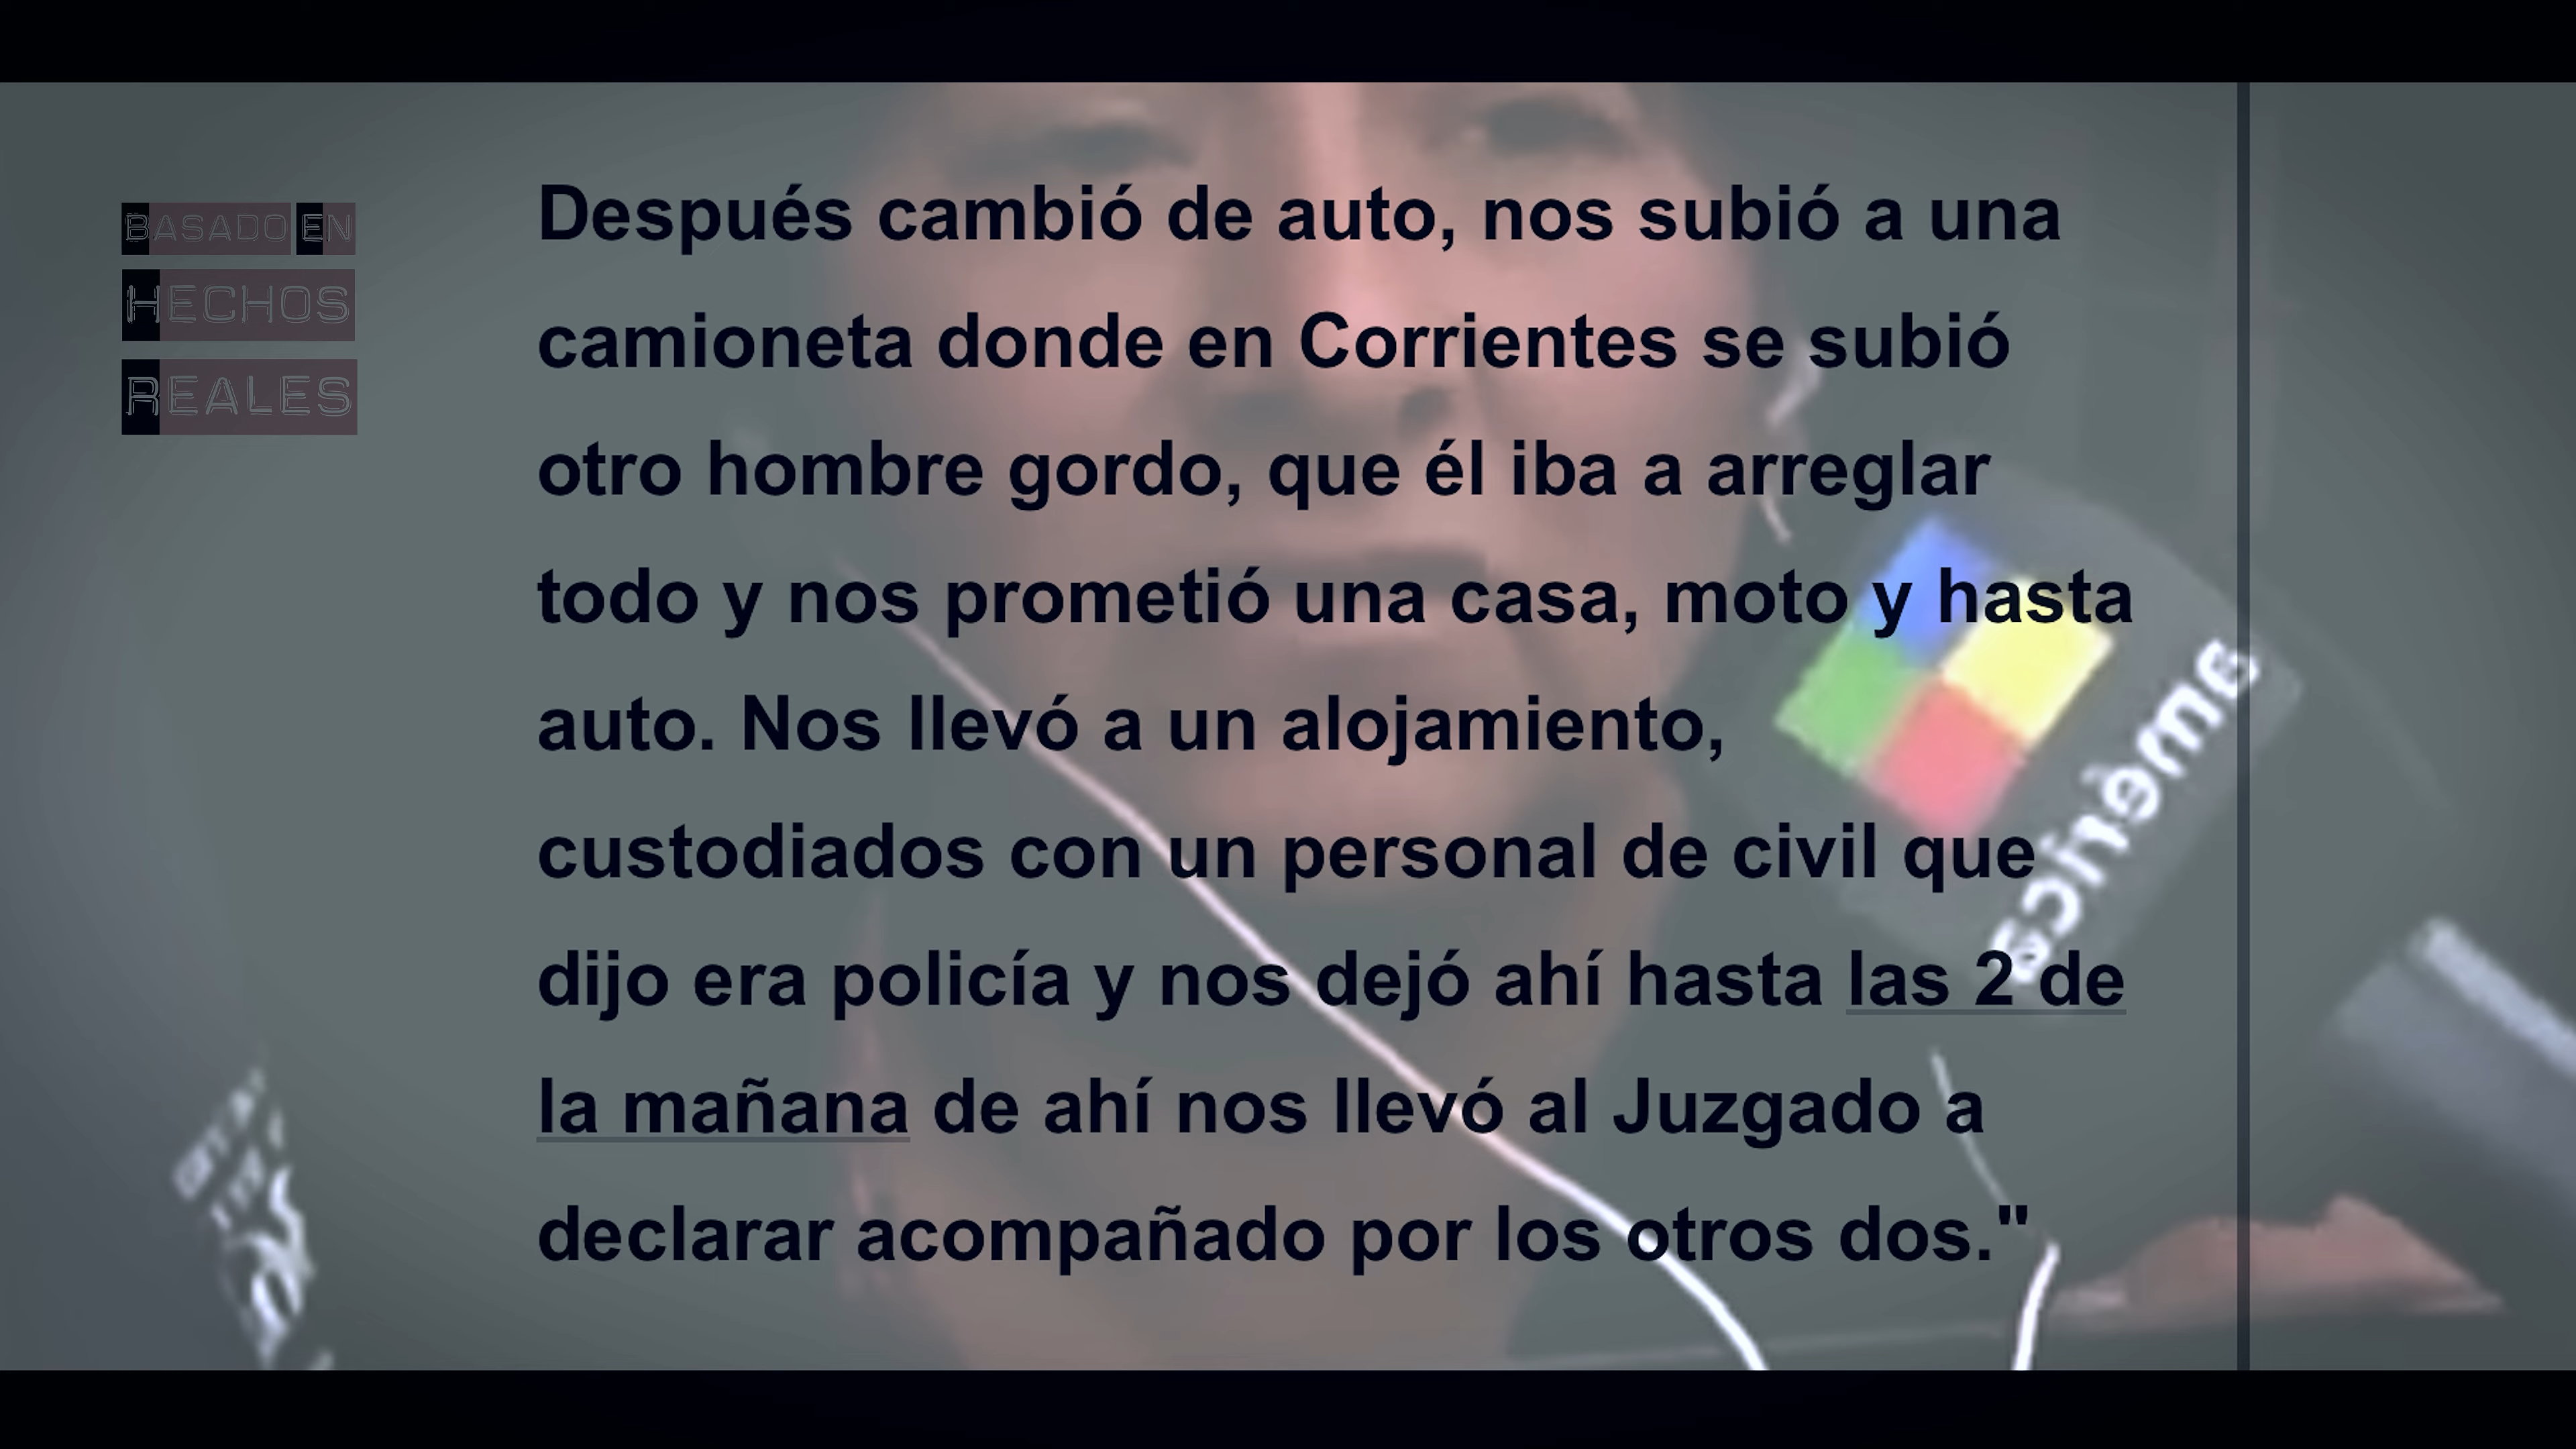 BASADO EN
HECHOS
REALES
Después cambió de auto, nos subió a una
camioneta donde en Corrientes se subió
otro hombre gordo, que él iba a arreglar
todo y nos prometió una casa, moto y hasta
auto. Nos llevó a un alojamiento,
custodiados con un personal de civil que
dijo era policía y nos dejó ahí hasta las 2 de
la mañana de ahí nos llevó al Juzgado a
declarar acompañado por los otros dos."
america